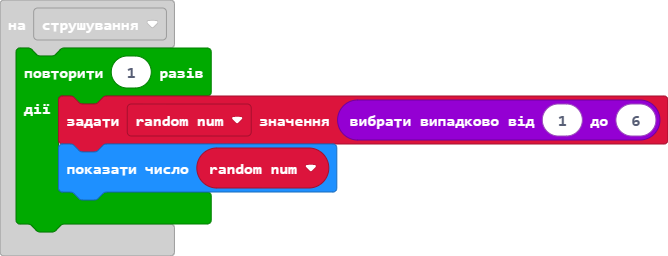 на струшування
повторити 1 разів
дії
задати random num значення вибрати випадково від 1 до 6
показати число random num